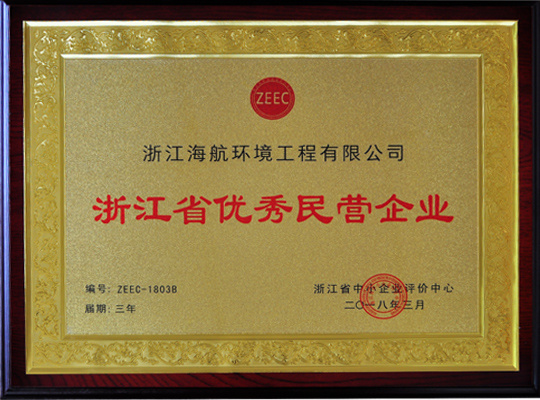 ZEEC
浙江海航环境工程有限公司
浙江省优秀民营企业
编号: ZEEC-1803B
届期: 三年
浙江省中小企业评价中心
二〇一八年三月